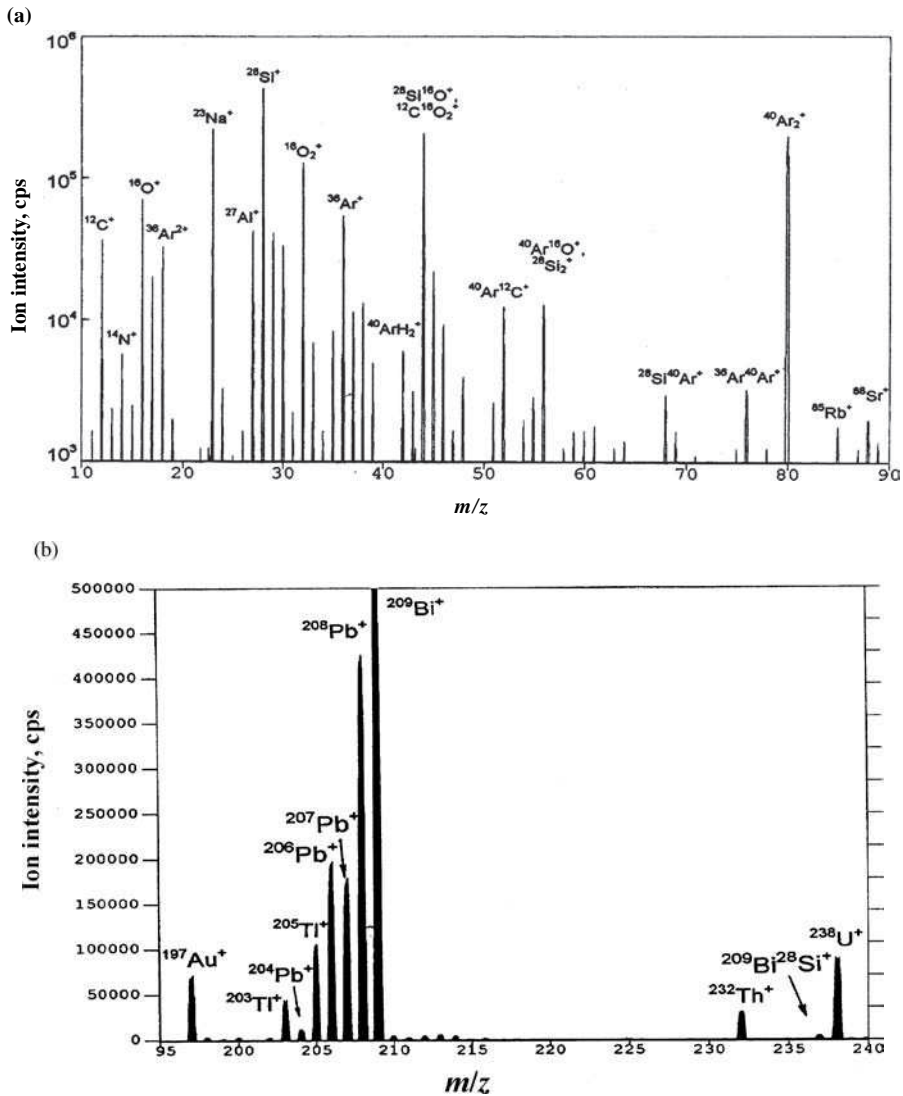 (a)
10⁶
²⁸Si⁺
²³Na⁺
²⁸Si¹⁶O⁺,
¹²C¹⁶O₂⁺
⁴⁰Ar₂⁺
¹⁶O₂⁺
10⁵
¹⁶O⁺
³⁶Ar⁺
²⁷Al⁺
¹²C⁺
³⁶Ar²⁺
⁴⁰Ar¹⁶O⁺,
²⁸Si₂⁺
⁴⁰Ar¹²C⁺
10⁴
¹⁴N⁺
⁴⁰ArH₂⁺
²⁸Si⁴⁰Ar⁺
³⁶Ar⁴⁰Ar⁺
⁸⁵Rb⁺
⁸⁸Sr⁺
10³
Ion intensity, cps
10 20 30 40 50 60 70 80 90
m/z
(b)
500000
²⁰⁹Bi⁺
²⁰⁸Pb⁺
450000
400000
350000
300000
250000
²⁰⁷Pb⁺
²⁰⁶Pb⁺
200000
150000
²⁰⁵Tl⁺
100000
¹⁹⁷Au⁺
²⁰⁴Pb⁺
²⁰³Tl⁺
²³⁸U⁺
²⁰⁹Bi²⁸Si⁺
²³²Th⁺
50000
0
Ion intensity, cps
95 200 205 210 215 220 225 230 235 240
m/z